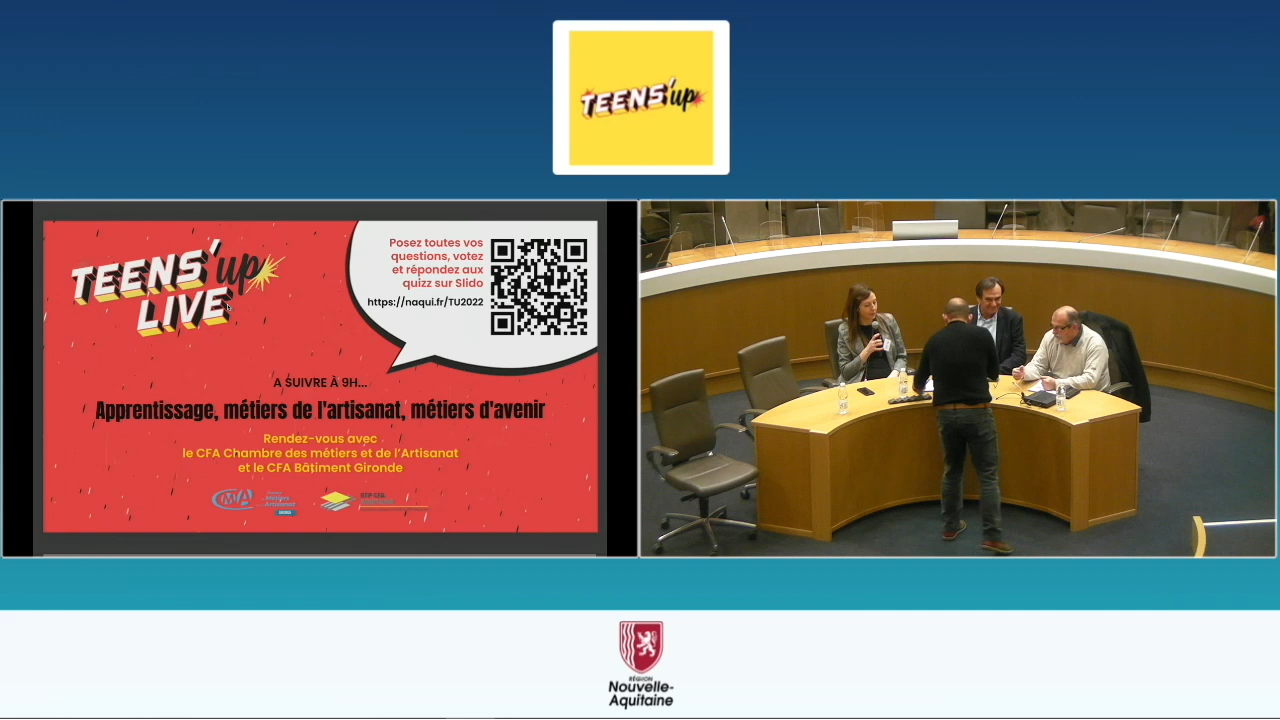 TEENS'up
TEENS'up
LIVE
Posez toutes vos
questions, votez
et répondez aux
quizz sur Slido
https://naqui.fr/TU2022
A SUIVRE À 9H...
Apprentissage, métiers de l'artisanat, métiers d'avenir
Rendez-vous avec
le CFA Chambre des métiers et de l'Artisanat
et le CFA Bâtiment Gironde
CMA
Métiers
Artisanat
RÉGION
Nouvelle-
Aquitaine